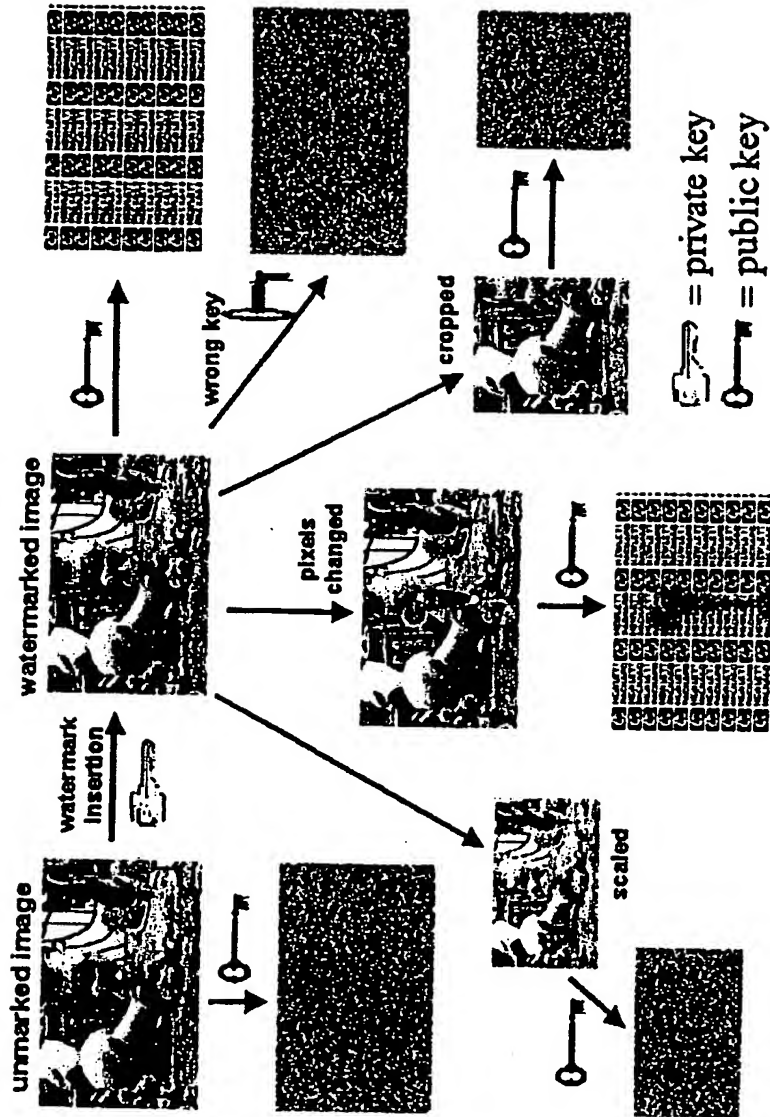 unmarked image
watermark
insertion
watermarked image
wrong key
pixels
changed
cropped
scaled
= private key
= public key